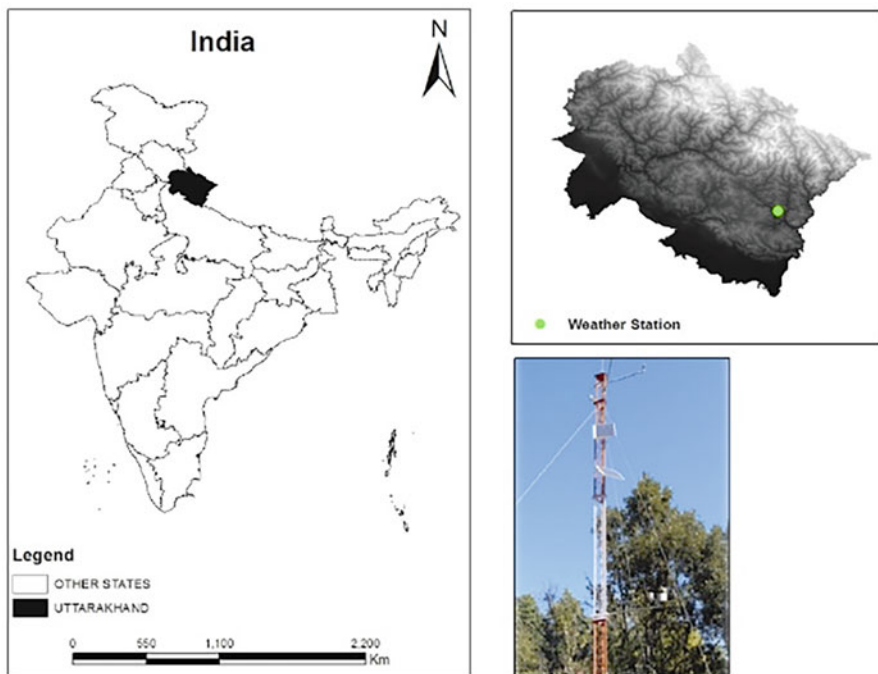 India
N
Legend
OTHER STATES
UTTARAKHAND
0 550 1,100 2,200
Km
Weather Station